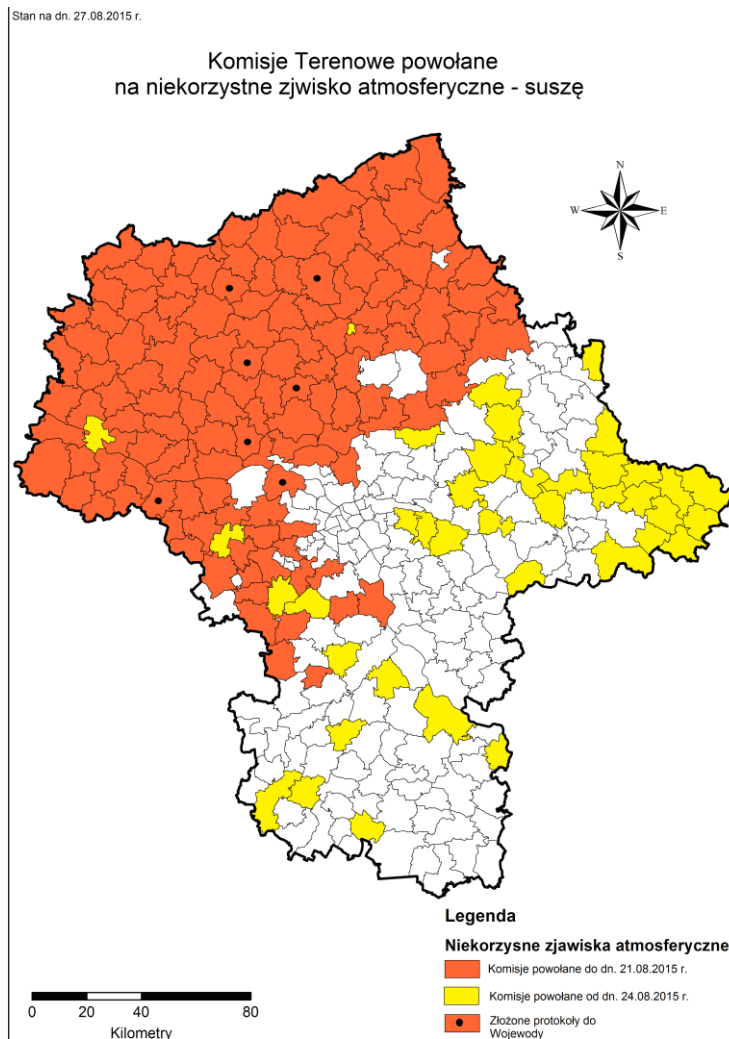 Stan na dn. 27.08.2015 r.
Komisje Terenowe powołane
na niekorzystne zjwisko atmosferyczne - suszę
N
W
E
S
Legenda
Niekorzysne zjawiska atmosferyczne
Komisje powołane do dn. 21.08.2015 r.
Komisje powołane od dn. 24.08.2015 r.
Złożone protokoły do
Wojewody
0 20 40 80
Kilometry